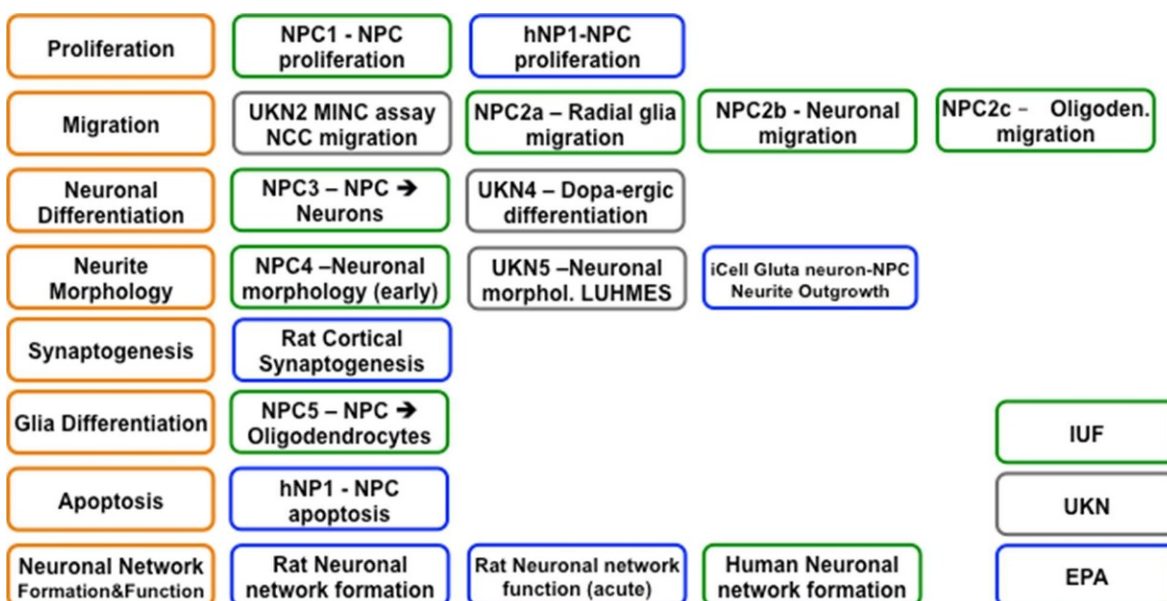 Proliferation
NPC1 - NPC
proliferation
hNP1-NPC
proliferation
Migration
UKN2 MINC assay
NCC migration
NPC2a – Radial glia
migration
NPC2b - Neuronal
migration
NPC2c – Oligoden.
migration
Neuronal
Differentiation
NPC3 – NPC ➔
Neurons
UKN4 – Dopa-ergic
differentiation
Neurite
Morphology
NPC4 –Neuronal
morphology (early)
UKN5 –Neuronal
morphol. LUHMES
iCell Gluta neuron-NPC
Neurite Outgrowth
Synaptogenesis
Rat Cortical
Synaptogenesis
Glia Differentiation
NPC5 – NPC ➔
Oligodendrocytes
IUF
Apoptosis
hNP1 - NPC
apoptosis
UKN
Neuronal Network
Formation&Function
Rat Neuronal
network formation
Rat Neuronal network
function (acute)
Human Neuronal
network formation
EPA